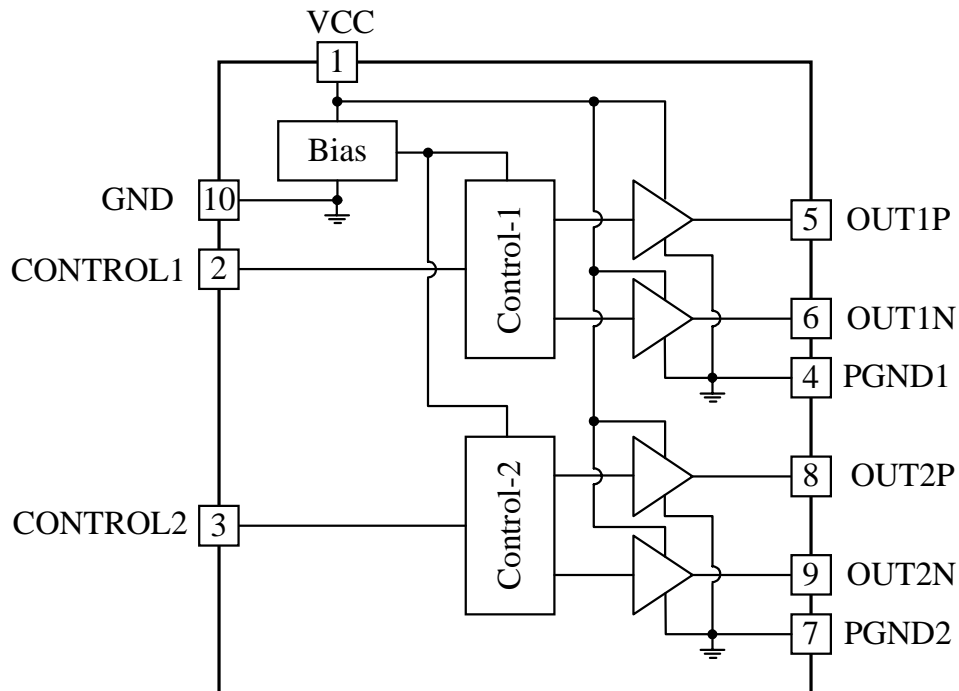 VCC
1
Bias
GND
10
CONTROL1
2
Control-1
5
OUT1P
6
OUT1N
4
PGND1
CONTROL2
3
Control-2
8
OUT2P
9
OUT2N
7
PGND2